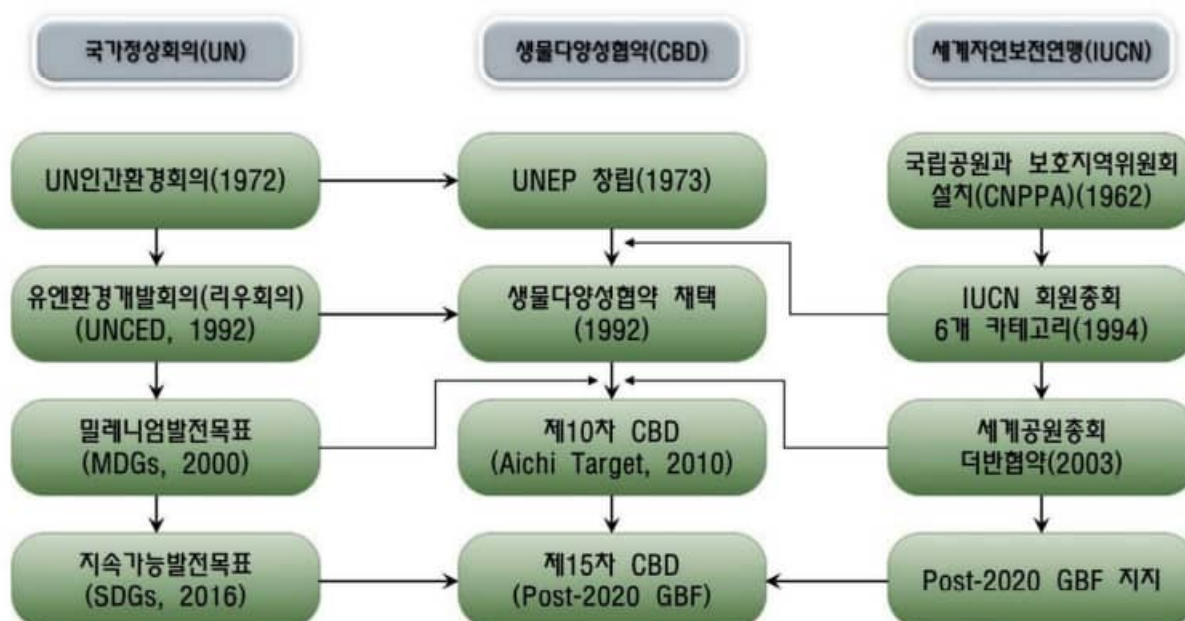 국가정상회의(UN)
생물다양성협약(CBD)
세계자연보전연맹(IUCN)
UN인간환경회의(1972)
UNEP 창립(1973)
국립공원과 보호지역위원회
설치(CNPPA)(1962)
유엔환경개발회의(리우회의)
(UNCED, 1992)
생물다양성협약 채택
(1992)
IUCN 회원총회
6개 카테고리(1994)
밀레니엄발전목표
(MDGs, 2000)
제10차 CBD
(Aichi Target, 2010)
세계공원총회
더반협약(2003)
지속가능발전목표
(SDGs, 2016)
제15차 CBD
(Post-2020 GBF)
Post-2020 GBF 지지